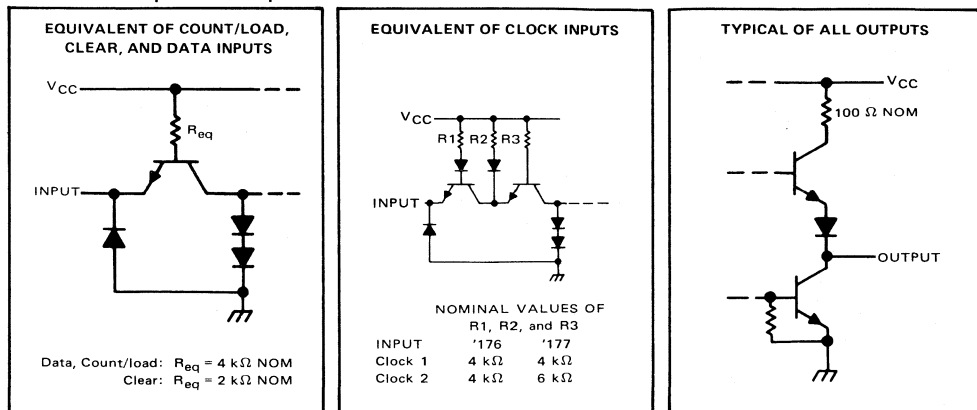 EQUIVALENT OF COUNT/LOAD,
CLEAR, AND DATA INPUTS
VCC
Req
INPUT
Data, Count/load: Req = 4 kΩ NOM
Clear: Req = 2 kΩ NOM
EQUIVALENT OF CLOCK INPUTS
VCC
R1 R2 R3
INPUT
NOMINAL VALUES OF
R1, R2, and R3
INPUT '176 '177
Clock 1 4 kΩ 4 kΩ
Clock 2 4 kΩ 6 kΩ
TYPICAL OF ALL OUTPUTS
VCC
100 Ω NOM
OUTPUT